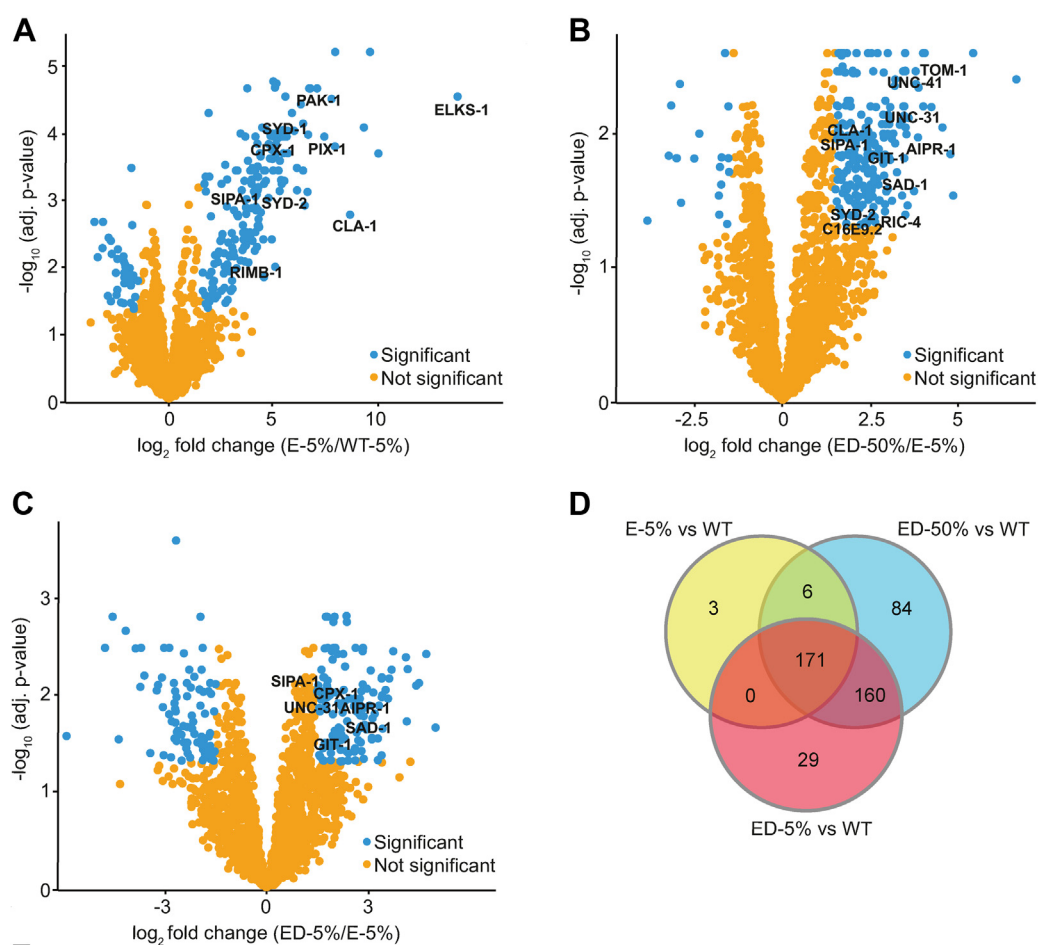 A
-log10 (adj. p-value)
5
4
3
2
1
0
PAK-1
ELKS-1
SYD-1
CPX-1
PIX-1
SIPA-1
SYD-2
CLA-1
RIMB-1
Significant
Not significant
0
5
10
log2 fold change (E-5%/WT-5%)
B
-log10 (adj. p-value)
2
1
0
TOM-1
UNC-41
UNC-31
CLA-1
SIPA-1
AIPR-1
GIT-1
SAD-1
SYD-2
RIC-4
C16E9.2
Significant
Not significant
-2.5
0
2.5
5
log2 fold change (ED-50%/E-5%)
C
-log10 (adj. p-value)
3
2
1
0
SIPA-1
CPX-1
UNC-31
AIPR-1
SAD-1
GIT-1
Significant
Not significant
-3
0
3
log2 fold change (ED-5%/E-5%)
D
E-5% vs WT
ED-50% vs WT
3
6
84
171
0
160
29
ED-5% vs WT